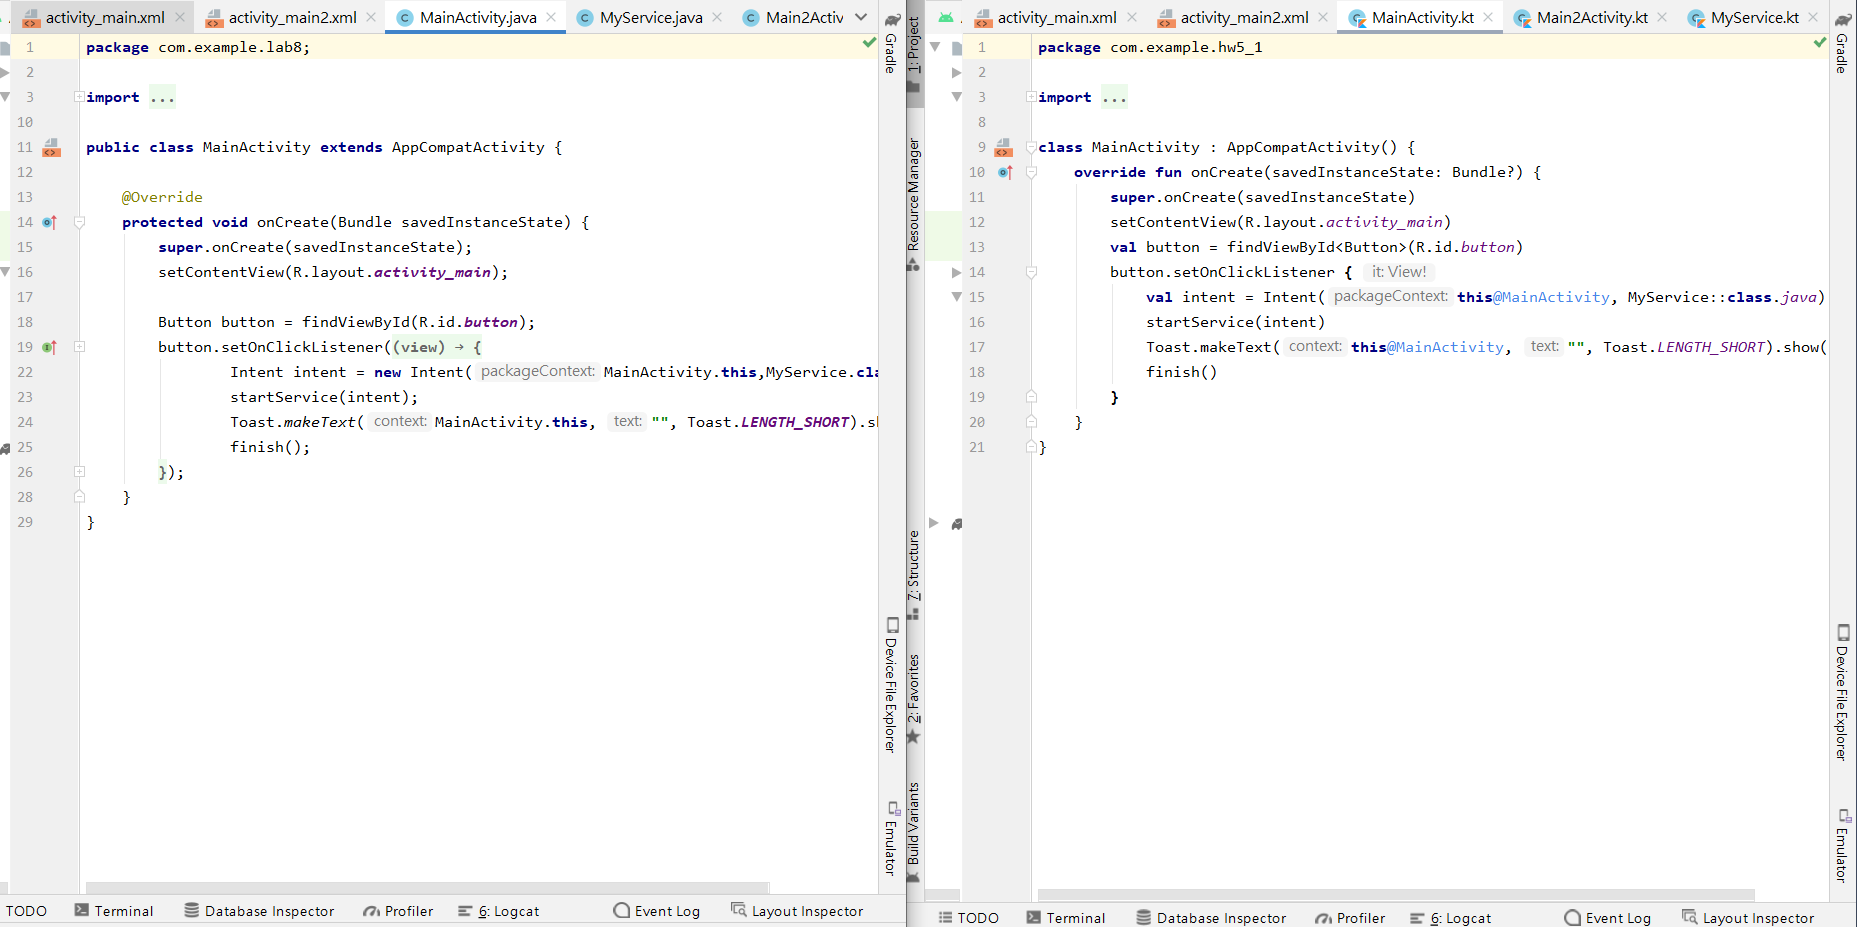 activity_main.xml activity_main2.xml MainActivity.java MyService.java Main2Activ
1 package com.example.lab8;
2
3 import ...
10
11 public class MainActivity extends AppCompatActivity {
12
13 @Override
14 protected void onCreate(Bundle savedInstanceState) {
15 super.onCreate(savedInstanceState);
16 setContentView(R.layout.activity_main);
17
18 Button button = findViewById(R.id.button);
19 button.setOnClickListener((view) → {
22 Intent intent = new Intent( packageContext: MainActivity.this,MyService.cla
23 startService(intent);
24 Toast.makeText( context: MainActivity.this, text: "", Toast.LENGTH_SHORT).sh
25 finish();
26 });
28 }
29 }
Gradle
Device File Explorer
Emulator
TODO Terminal Database Inspector Profiler 6: Logcat Event Log Layout Inspector
1: Project
Resource Manager
7: Structure
2: Favorites
Build Variants
activity_main.xml activity_main2.xml MainActivity.kt Main2Activity.kt MyService.kt
1 package com.example.hw5_1
2
3 import ...
8
9 class MainActivity : AppCompatActivity() {
10 override fun onCreate(savedInstanceState: Bundle?) {
11 super.onCreate(savedInstanceState)
12 setContentView(R.layout.activity_main)
13 val button = findViewById<Button>(R.id.button)
14 button.setOnClickListener { it: View!
15 val intent = Intent( packageContext: this@MainActivity, MyService::class.java)
16 startService(intent)
17 Toast.makeText( context: this@MainActivity, text: "", Toast.LENGTH_SHORT).show(
18 finish()
19 }
20 }
21 }
Gradle
Device File Explorer
Emulator
TODO Terminal Database Inspector Profiler 6: Logcat Event Log Layout Inspector